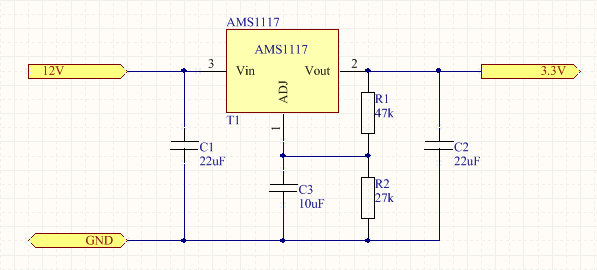 AMS1117
12V
3
AMS1117
Vin
Vout
ADJ
2
3.3V
T1
1
R1
47k
C1
22uF
C2
22uF
C3
10uF
R2
27k
GND